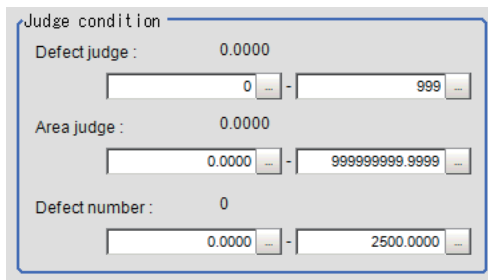 Judge condition
Defect judge : 0.0000
0 ... - 999 ...
Area judge : 0.0000
0.0000 ... - 999999999.9999 ...
Defect number : 0
0.0000 ... - 2500.0000 ...